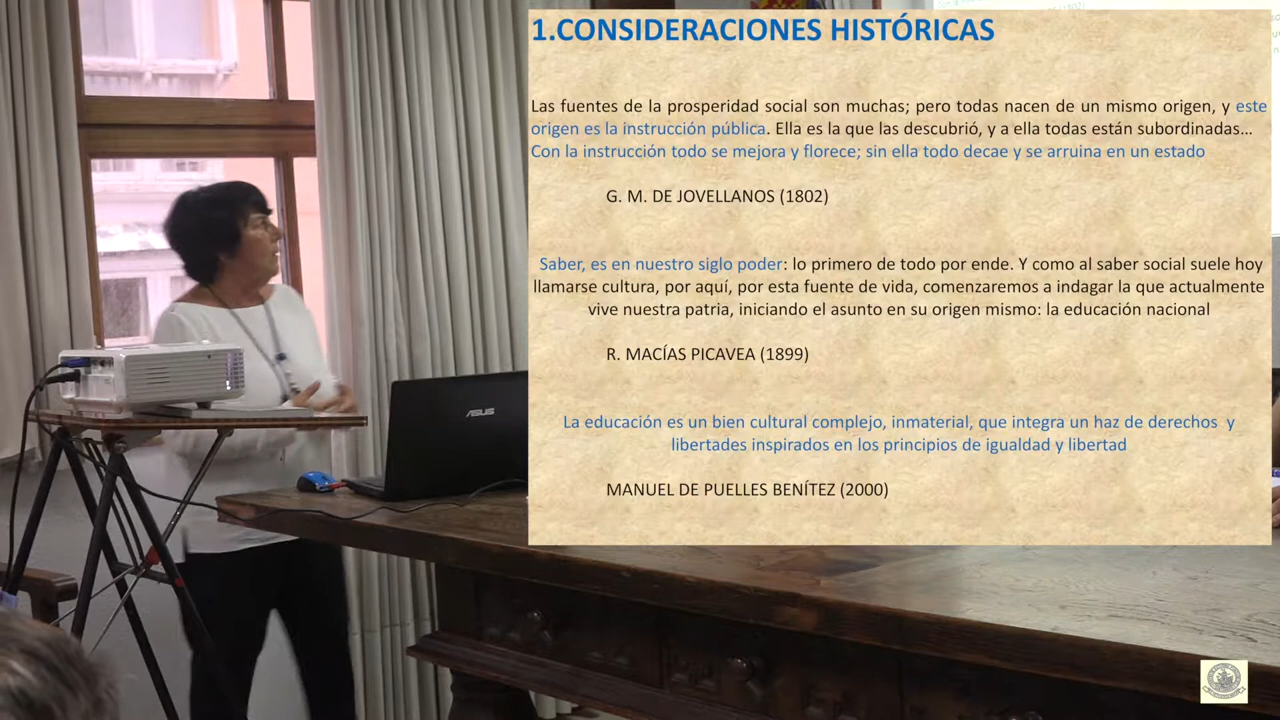 1.CONSIDERACIONES HISTÓRICAS
Las fuentes de la prosperidad social son muchas; pero todas nacen de un mismo origen, y este
origen es la instrucción pública. Ella es la que las descubrió, y a ella todas están subordinadas...
Con la instrucción todo se mejora y florece; sin ella todo decae y se arruina en un estado
G. M. DE JOVELLANOS (1802)
Saber, es en nuestro siglo poder: lo primero de todo por ende. Y como al saber social suele hoy
llamarse cultura, por aquí, por esta fuente de vida, comenzaremos a indagar la que actualmente
vive nuestra patria, iniciando el asunto en su origen mismo: la educación nacional
R. MACÍAS PICAVEA (1899)
La educación es un bien cultural complejo, inmaterial, que integra un haz de derechos y
libertades inspirados en los principios de igualdad y libertad
MANUEL DE PUELLES BENÍTEZ (2000)
ASUS